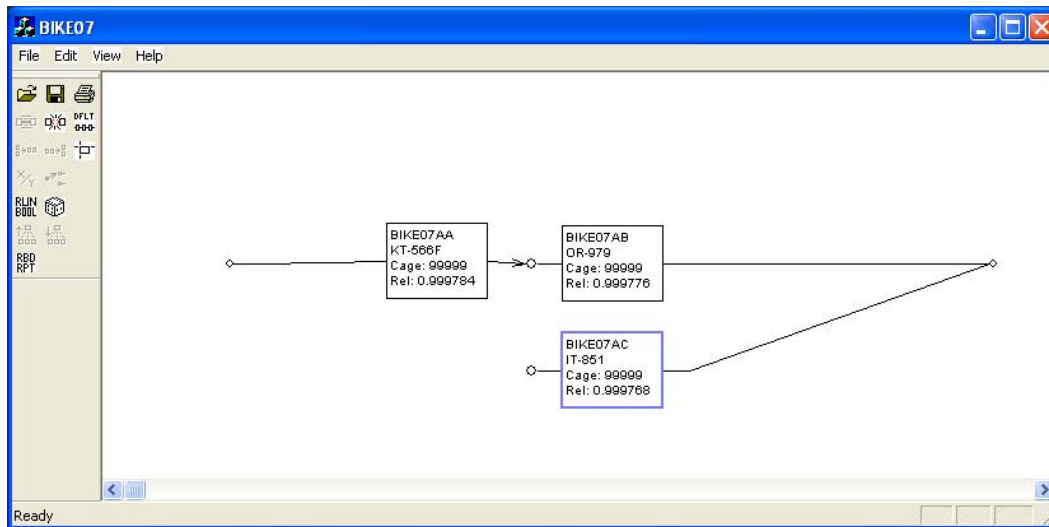 BIKE07
File Edit View Help
DFLT
X/Y
RUN
BOOL
RBD
RPT
BIKE07AA
KT-566F
Cage: 99999
Rel: 0.999784
BIKE07AB
OR-979
Cage: 99999
Rel: 0.999776
BIKE07AC
IT-851
Cage: 99999
Rel: 0.999768
Ready